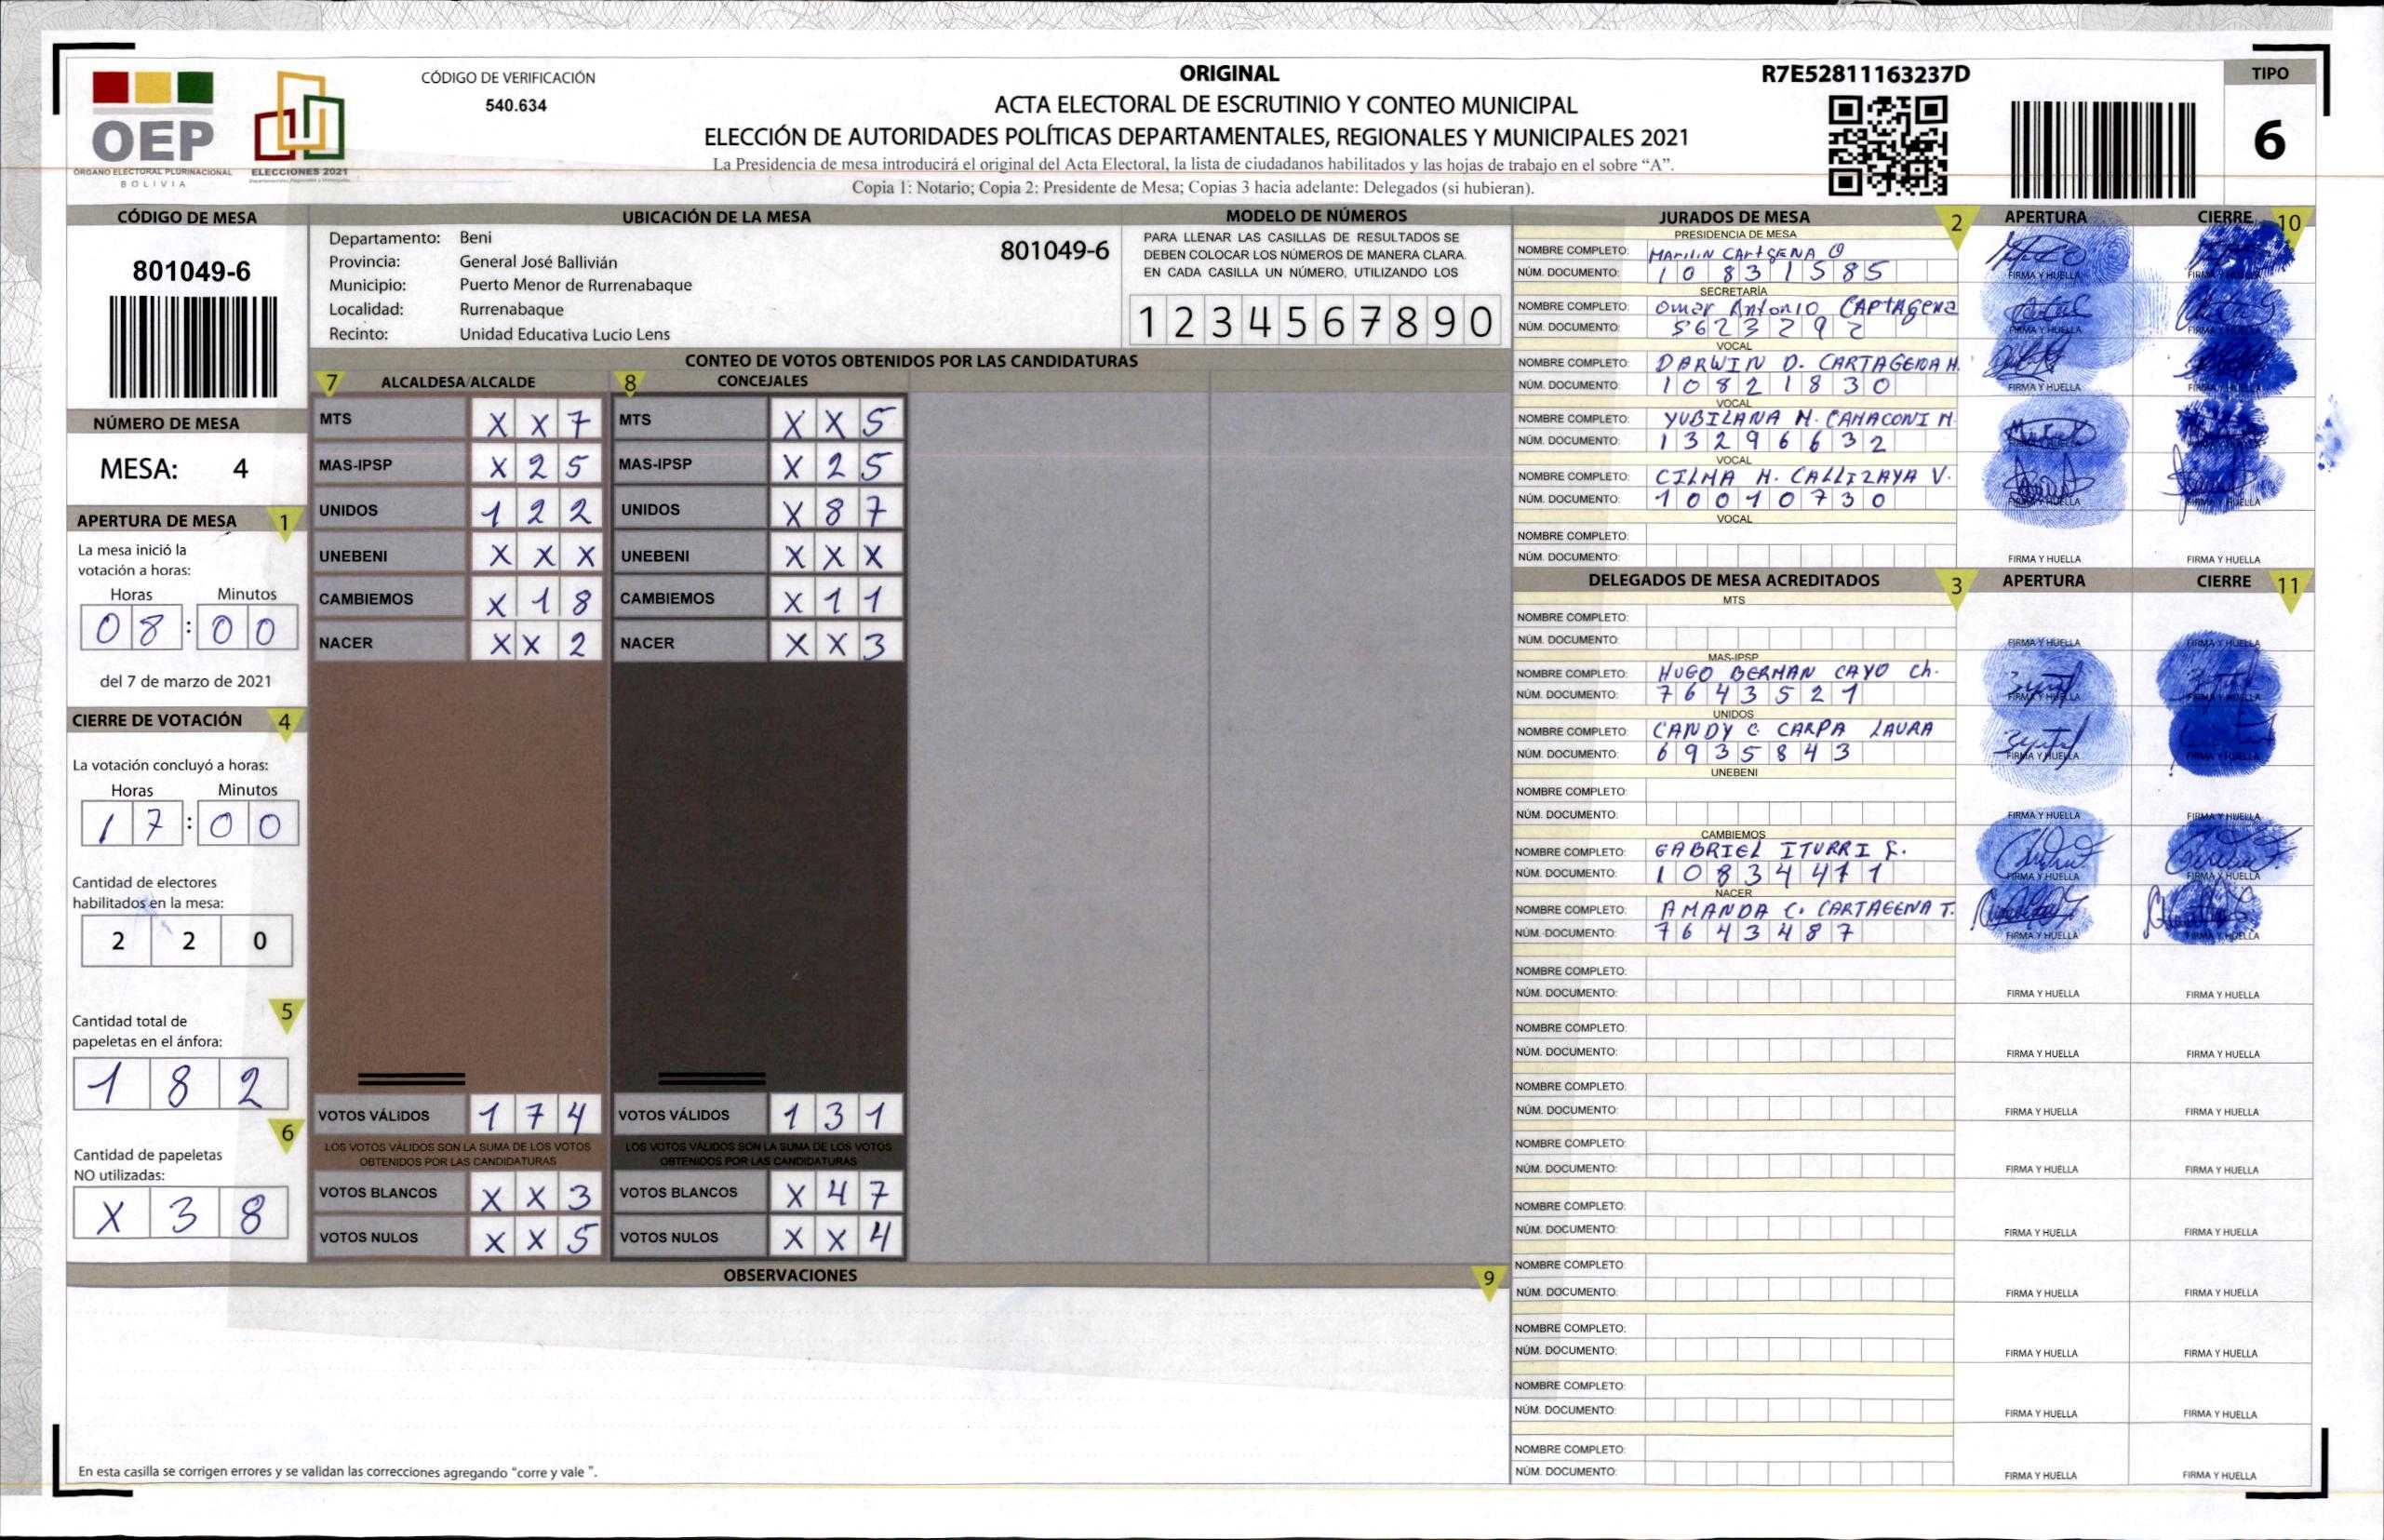 OEP
ÓRGANO ELECTORAL PLURINACIONAL
BOLIVIA
ELECCIONES 2021
CÓDIGO DE VERIFICACIÓN
540.634
ORIGINAL
ACTA ELECTORAL DE ESCRUTINIO Y CONTEO MUNICIPAL
ELECCIÓN DE AUTORIDADES POLÍTICAS DEPARTAMENTALES, REGIONALES Y MUNICIPALES 2021
La Presidencia de mesa introducirá el original del Acta Electoral, la lista de ciudadanos habilitados y las hojas de trabajo en el sobre “A”.
Copia 1: Notario; Copia 2: Presidente de Mesa; Copias 3 hacia adelante: Delegados (si hubieran).
R7E52811163237D
TIPO
6
CÓDIGO DE MESA
801049-6
NÚMERO DE MESA
MESA: 4
APERTURA DE MESA 1
La mesa inició la
votación a horas:
Horas Minutos
08:00
del 7 de marzo de 2021
CIERRE DE VOTACIÓN 4
La votación concluyó a horas:
Horas Minutos
17:00
Cantidad de electores
habilitados en la mesa:
2 2 0
5
Cantidad total de
papeletas en el ánfora:
1 8 2
6
Cantidad de papeletas
NO utilizadas:
X 3 8
UBICACIÓN DE LA MESA
Departamento: Beni
801049-6
Provincia: General José Ballivián
Municipio: Puerto Menor de Rurrenabaque
Localidad: Rurrenabaque
Recinto: Unidad Educativa Lucio Lens
MODELO DE NÚMEROS
PARA LLENAR LAS CASILLAS DE RESULTADOS SE
DEBEN COLOCAR LOS NÚMEROS DE MANERA CLARA.
EN CADA CASILLA UN NÚMERO, UTILIZANDO LOS
1 2 3 4 5 6 7 8 9 0
CONTEO DE VOTOS OBTENIDOS POR LAS CANDIDATURAS
7 ALCALDESA/ALCALDE
MTS X X 7
MAS-IPSP X 2 5
UNIDOS 1 2 2
UNEBENI X X X
CAMBIEMOS X 1 8
NACER X X 2
VOTOS VÁLIDOS 1 7 4
LOS VOTOS VÁLIDOS SON LA SUMA DE LOS VOTOS
OBTENIDOS POR LAS CANDIDATURAS
VOTOS BLANCOS X X 3
VOTOS NULOS X X 5
8 CONCEJALES
MTS X X 5
MAS-IPSP X 2 5
UNIDOS X 8 7
UNEBENI X X X
CAMBIEMOS X 1 1
NACER X X 3
VOTOS VÁLIDOS 1 3 1
LOS VOTOS VÁLIDOS SON LA SUMA DE LOS VOTOS
OBTENIDOS POR LAS CANDIDATURAS
VOTOS BLANCOS X 4 7
VOTOS NULOS X X 4
OBSERVACIONES 9
En esta casilla se corrigen errores y se validan las correcciones agregando “corre y vale ”.
JURADOS DE MESA 2 APERTURA CIERRE 10
PRESIDENCIA DE MESA
NOMBRE COMPLETO: MARILIN CARTGENA O
NÚM. DOCUMENTO: 10831585 FIRMA Y HUELLA FIRMA Y HUELLA
SECRETARÍA
NOMBRE COMPLETO: Omar Antonio CARTAGENA
NÚM. DOCUMENTO: 5623292 FIRMA Y HUELLA FIRMA Y HUELLA
VOCAL
NOMBRE COMPLETO: DARWIN D. CARTAGENA H.
NÚM. DOCUMENTO: 10821830 FIRMA Y HUELLA FIRMA Y HUELLA
VOCAL
NOMBRE COMPLETO: YUBILANA M. CAMACONI M
NÚM. DOCUMENTO: 13296632
VOCAL
NOMBRE COMPLETO: CILMA M. CALLIZAYA V.
NÚM. DOCUMENTO: 10010730 FIRMA Y HUELLA FIRMA Y HUELLA
VOCAL
NOMBRE COMPLETO:
NÚM. DOCUMENTO: FIRMA Y HUELLA FIRMA Y HUELLA
DELEGADOS DE MESA ACREDITADOS 3 APERTURA CIERRE 11
MTS
NOMBRE COMPLETO:
NÚM. DOCUMENTO: FIRMA Y HUELLA FIRMA Y HUELLA
MAS-IPSP
NOMBRE COMPLETO: HUGO BERMAN CAYO Ch.
NÚM. DOCUMENTO: 7643521 FIRMA Y HUELLA FIRMA Y HUELLA
UNIDOS
NOMBRE COMPLETO: CANDY C. CARPA LAURA
NÚM. DOCUMENTO: 6935843 FIRMA Y HUELLA FIRMA Y HUELLA
UNEBENI
NOMBRE COMPLETO:
NÚM. DOCUMENTO: FIRMA Y HUELLA FIRMA Y HUELLA
CAMBIEMOS
NOMBRE COMPLETO: GABRIEL ITURRI
NÚM. DOCUMENTO: 10834471 FIRMA Y HUELLA FIRMA Y HUELLA
NACER
NOMBRE COMPLETO: AMANDA C. CARTAGENA T.
NÚM. DOCUMENTO: 7643487 FIRMA Y HUELLA FIRMA Y HUELLA
NOMBRE COMPLETO:
NÚM. DOCUMENTO: FIRMA Y HUELLA FIRMA Y HUELLA
NOMBRE COMPLETO:
NÚM. DOCUMENTO: FIRMA Y HUELLA FIRMA Y HUELLA
NOMBRE COMPLETO:
NÚM. DOCUMENTO: FIRMA Y HUELLA FIRMA Y HUELLA
NOMBRE COMPLETO:
NÚM. DOCUMENTO: FIRMA Y HUELLA FIRMA Y HUELLA
NOMBRE COMPLETO:
NÚM. DOCUMENTO: FIRMA Y HUELLA FIRMA Y HUELLA
NOMBRE COMPLETO:
NÚM. DOCUMENTO: FIRMA Y HUELLA FIRMA Y HUELLA
NOMBRE COMPLETO:
NÚM. DOCUMENTO: FIRMA Y HUELLA FIRMA Y HUELLA
NOMBRE COMPLETO:
NÚM. DOCUMENTO: FIRMA Y HUELLA FIRMA Y HUELLA
NOMBRE COMPLETO:
NÚM. DOCUMENTO: FIRMA Y HUELLA FIRMA Y HUELLA